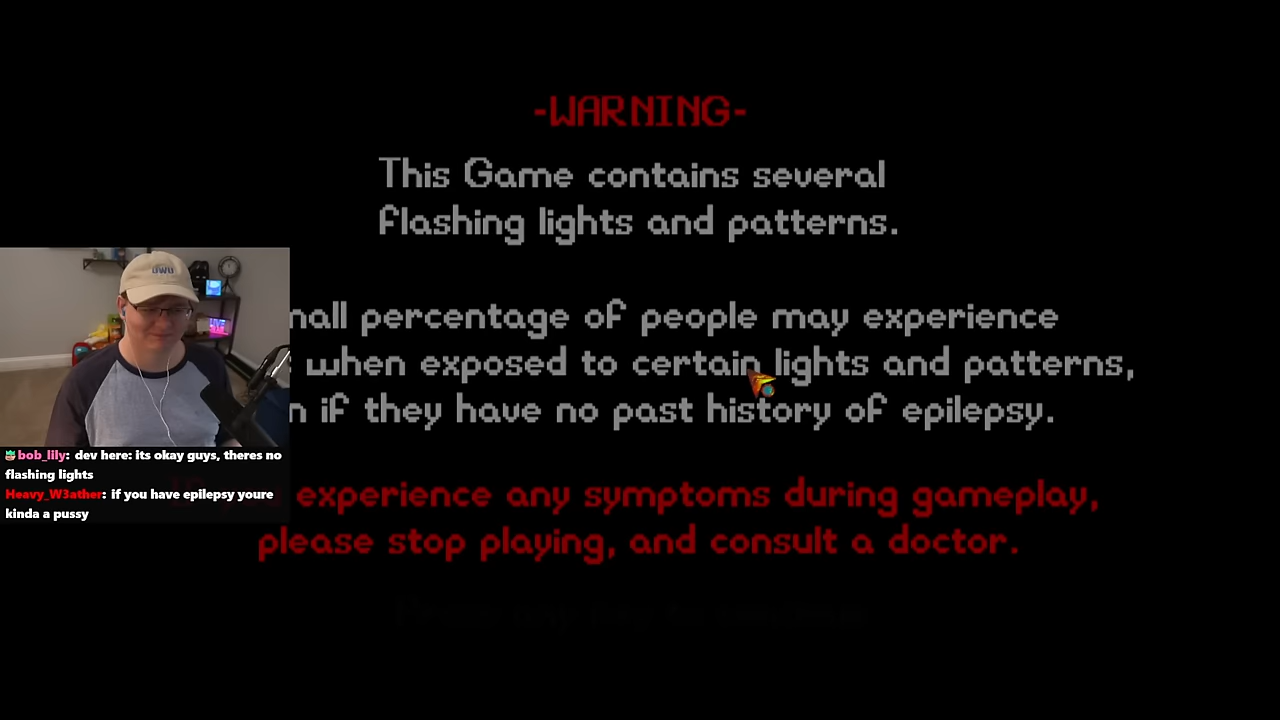 -WARNING-
This Game contains several
flashing lights and patterns.
mall percentage of people may experience
when exposed to certain lights and patterns,
n if they have no past history of epilepsy.
UWU
bob_lily: dev here: its okay guys, theres no
flashing lights
Heavy_W3ather: if you have epilepsy youre
kinda a pussy
If you experience any symptoms during gameplay,
please stop playing, and consult a doctor.